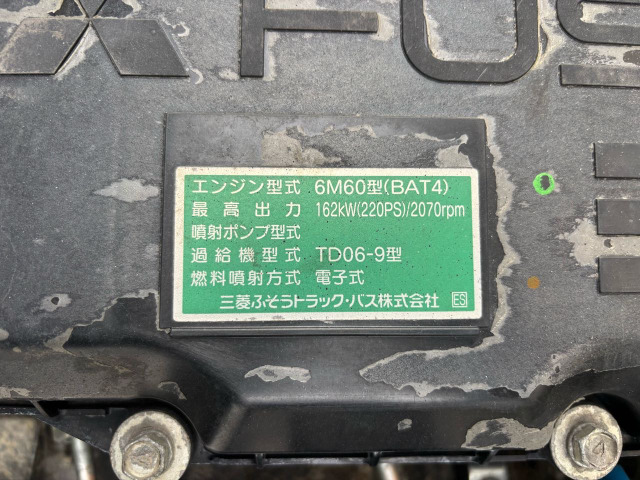 FUS
エンジン型式 6M60型(BAT4)
最高出力 162kW(220PS)/2070rpm
噴射ポンプ型式
過給機型式 TD06-9型
燃料噴射方式 電子式
三菱ふそうトラック・バス株式会社 ES